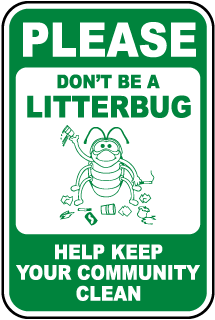 PLEASE
DON'T BE A
LITTERBUG
HELP KEEP
YOUR COMMUNITY
CLEAN